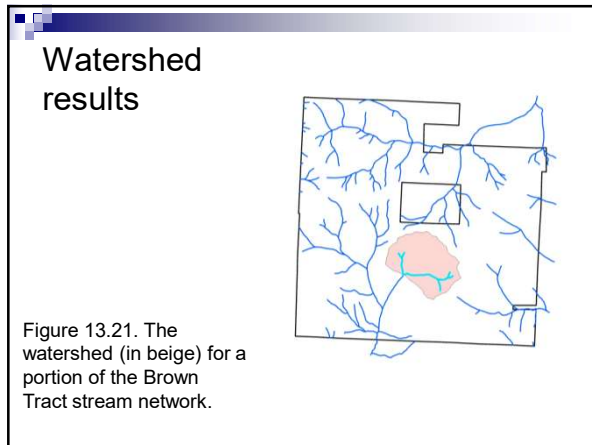 Watershed
results
Figure 13.21. The
watershed (in beige) for a
portion of the Brown
Tract stream network.